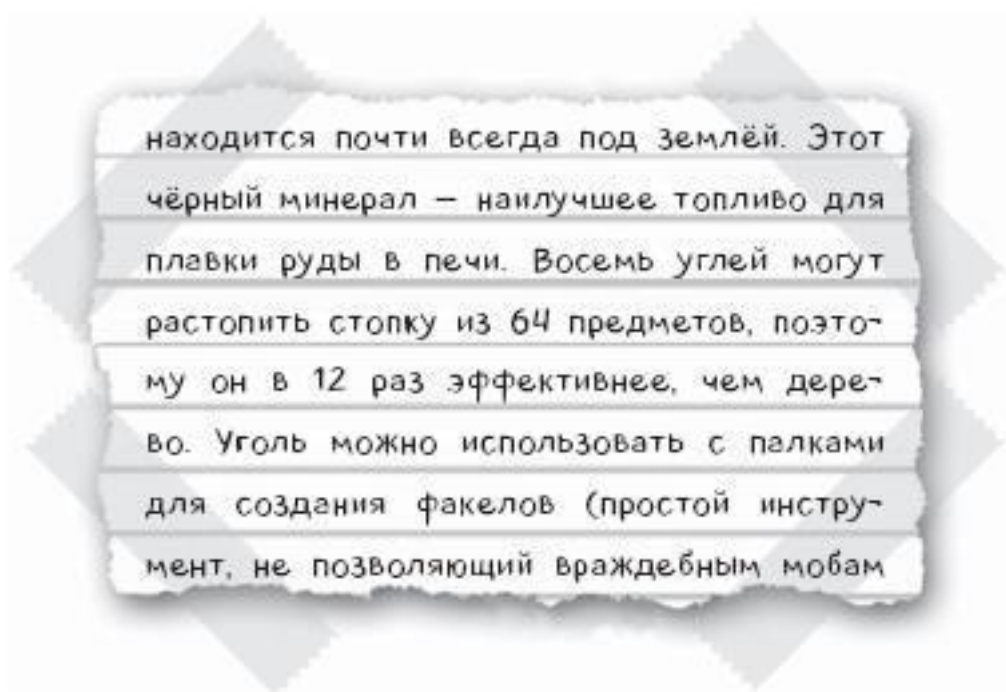 находится почти всегда под землёй. Этот
чёрный минерал — наилучшее топливо для
плавки руды в печи. Восемь углей могут
растопить стопку из 64 предметов, поэто¬
му он в 12 раз эффективнее, чем дере¬
во. Уголь можно использовать с палками
для создания факелов (простой инстру¬
мент, не позволяющий враждебным мобам